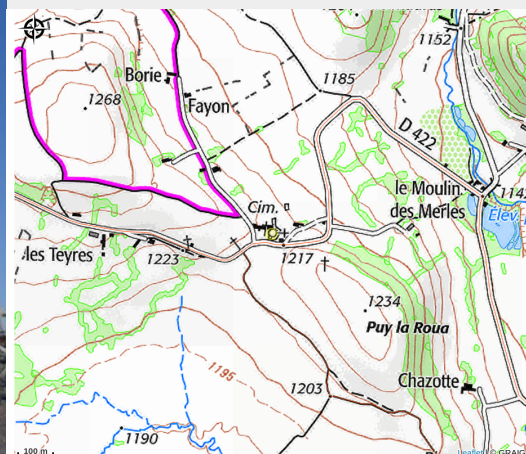 1152
1185
Borie
1268
Fayon
D 422
le Moulin
des Merles
Cim.
Élev.
les Teyres
1223
1217
1234
Puy la Roua
1195
Chazotte
1203
1190
100 m
Leaflet | © GRAIG